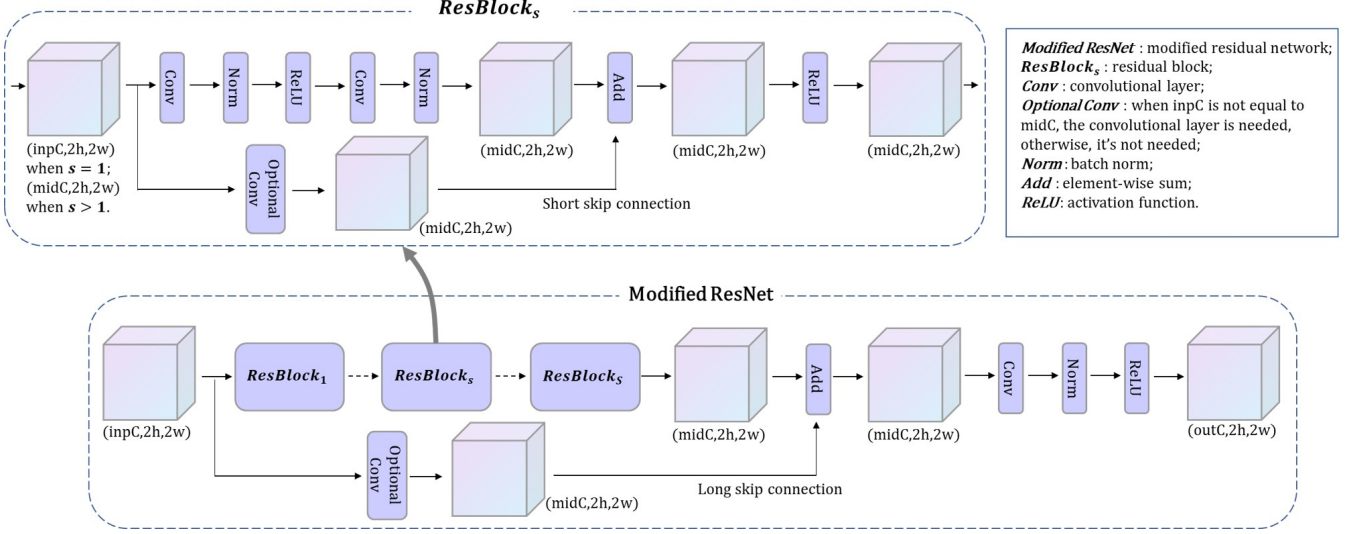 ResBlockₛ
Conv
Norm
ReLU
Conv
Norm
Add
ReLU
(inpC,2h,2w)
when s = 1;
(midC,2h,2w)
when s > 1.
(midC,2h,2w)
(midC,2h,2w)
(midC,2h,2w)
Optional
Conv
(midC,2h,2w)
Short skip connection
Modified ResNet : modified residual network;
ResBlockₛ : residual block;
Conv : convolutional layer;
Optional Conv : when inpC is not equal to
midC, the convolutional layer is needed,
otherwise, it's not needed;
Norm : batch norm;
Add : element-wise sum;
ReLU: activation function.
Modified ResNet
ResBlock₁
ResBlockₛ
ResBlock_S
Add
Conv
Norm
ReLU
(inpC,2h,2w)
(midC,2h,2w)
(midC,2h,2w)
(outC,2h,2w)
Optional
Conv
(midC,2h,2w)
Long skip connection